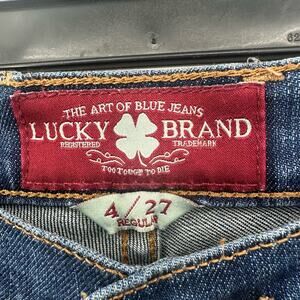 THE ART OF BLUE JEANS
LUCKY BRAND
REGISTERED TRADEMARK
TOO TOUGH TO DIE
4/27
REGULAR